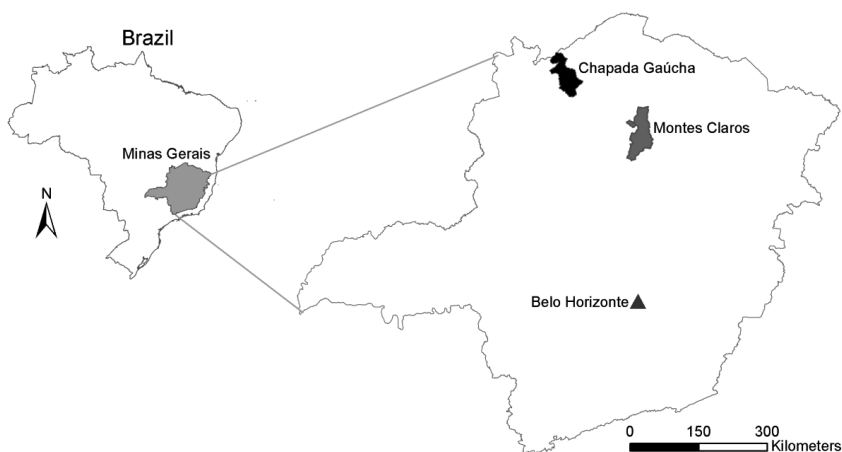 Brazil
Minas Gerais
N
Chapada Gaúcha
Montes Claros
Belo Horizonte
0 150 300
Kilometers